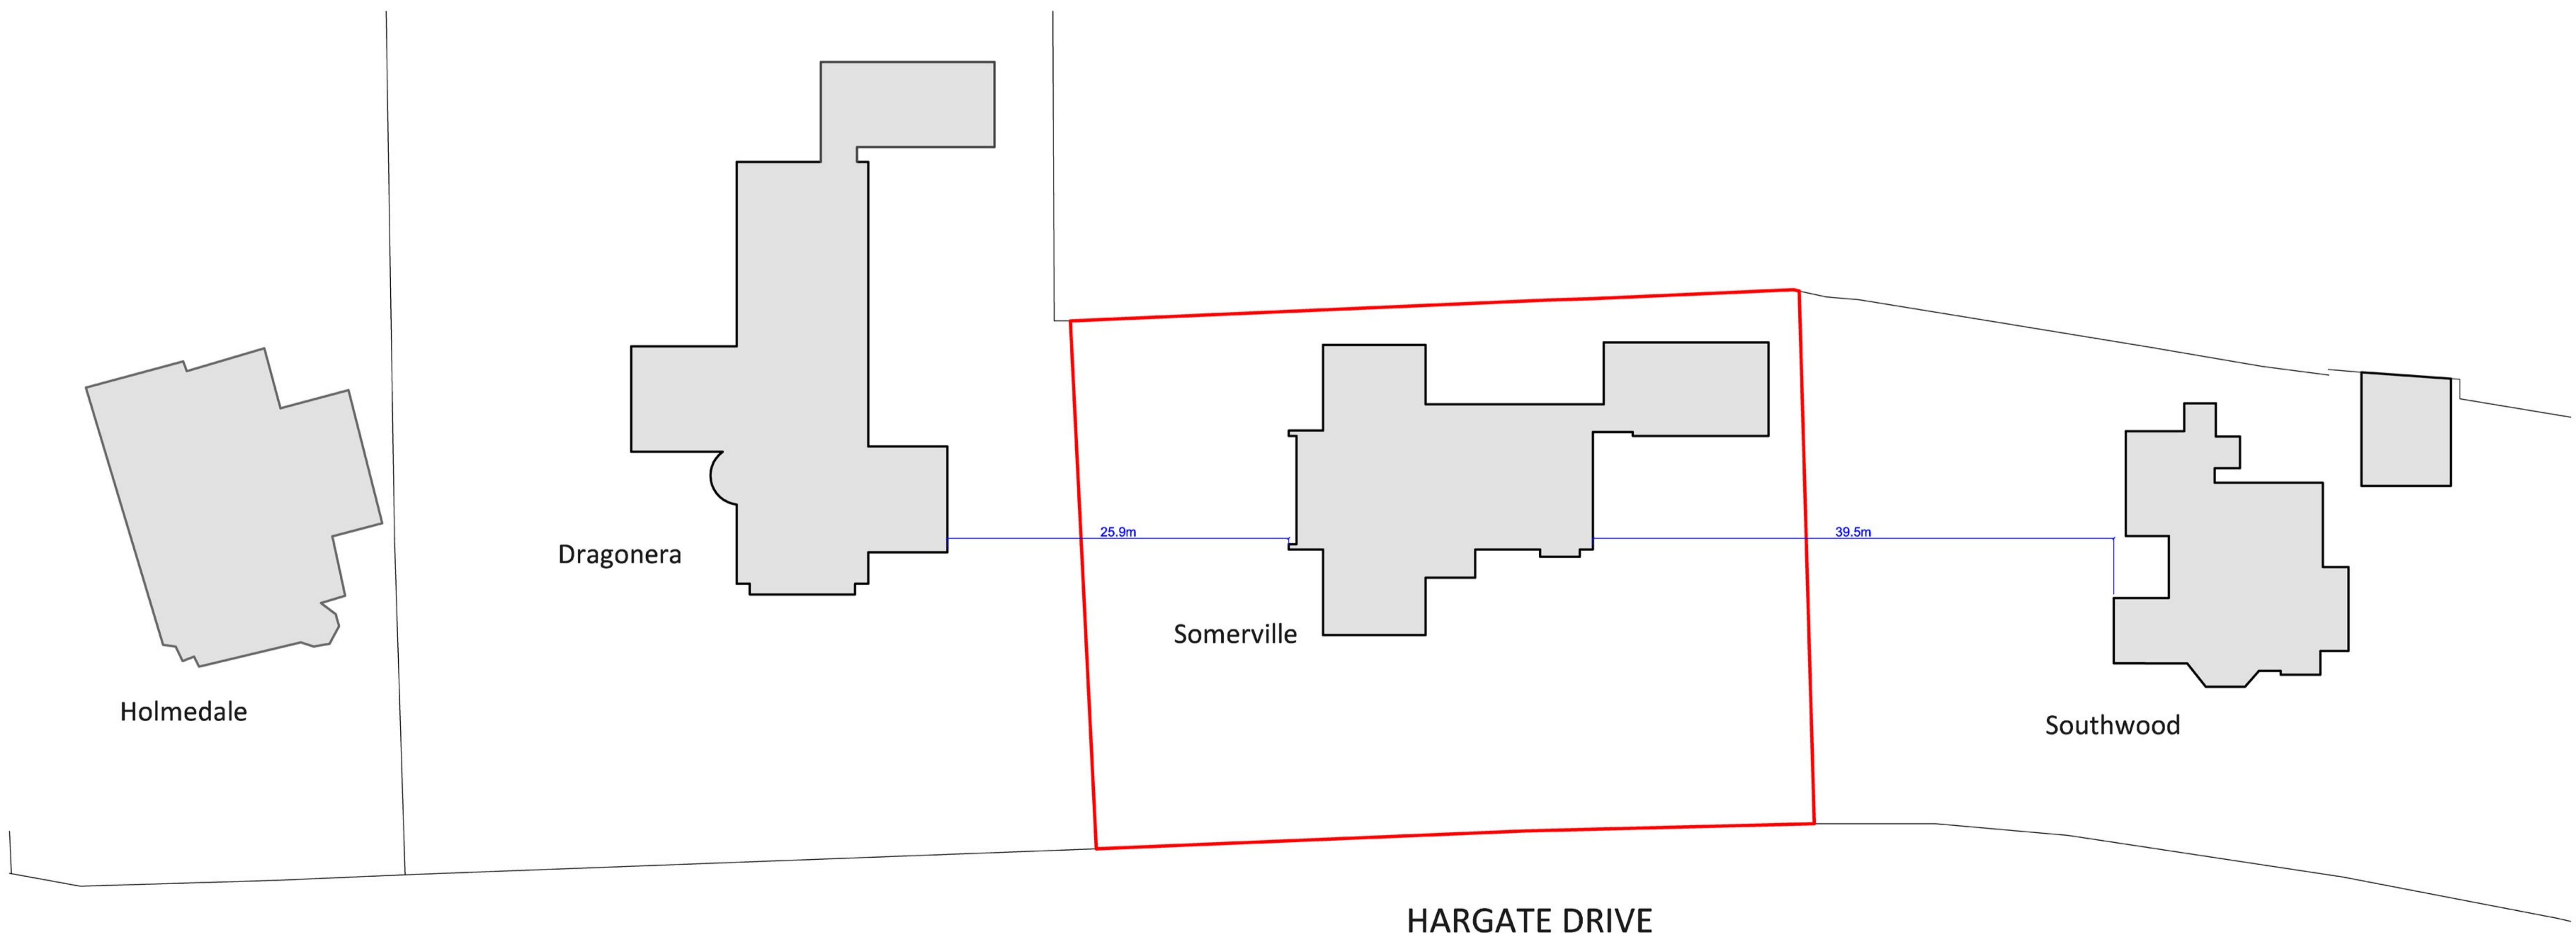 25.9m
39.5m
Dragonera
Somerville
Holmedale
Southwood
HARGATE DRIVE